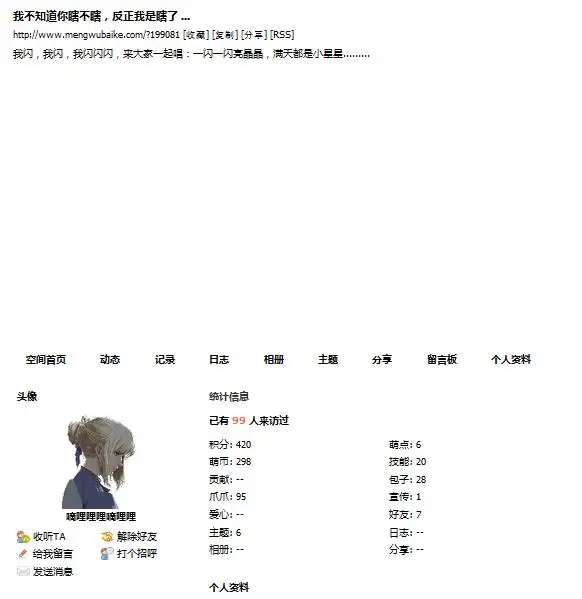 我不知道你瞎不瞎，反正我是瞎了 ...
http://www.mengwubaike.com/?199081 [收藏] [复制] [分享] [RSS]
我闪，我闪，我闪闪闪，来大家一起唱：一闪一闪亮晶晶，满天都是小星星.........
空间首页 动态 记录 日志 相册 主题 分享 留言板 个人资料
头像
嘀哩哩哩嘀哩哩
收听TA 解除好友
给我留言 打个招呼
发送消息
统计信息
已有 99 人来访过
积分: 420 萌点: 6
萌币: 298 技能: 20
贡献: -- 包子: 28
爪爪: 95 宣传: 1
爱心: -- 好友: 7
主题: 6 日志: --
相册: -- 分享: --
个人资料